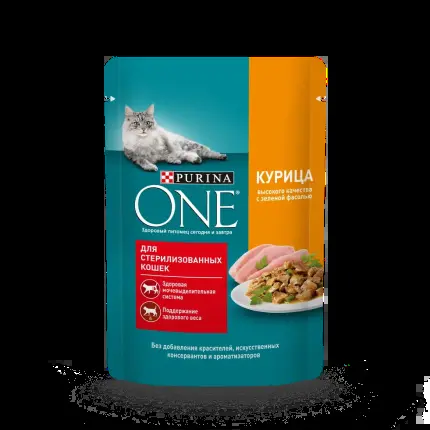 PURINA
ONE®
Здоровый питомец сегодня и завтра
КУРИЦА
высокого качества
с зеленой фасолью
ДЛЯ
СТЕРИЛИЗОВАННЫХ
КОШЕК
Здоровая
мочевыделительная
система
Поддержание
здорового веса
Без добавления красителей, искусственных
консервантов и ароматизаторов